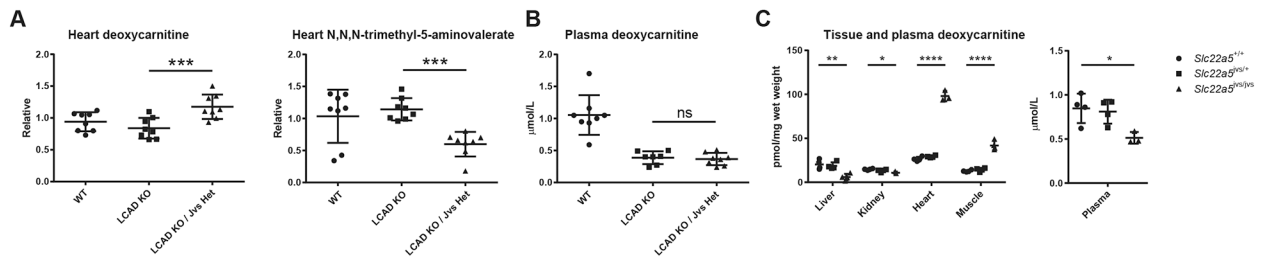 A
Heart deoxycarnitine
Relative
2.0
1.5
1.0
0.5
0.0
***
WT
LCAD KO
LCAD KO / Jvs Het
Heart N,N,N-trimethyl-5-aminovalerate
Relative
2.0
1.5
1.0
0.5
0.0
***
WT
LCAD KO
LCAD KO / Jvs Het
B
Plasma deoxycarnitine
μmol/L
2.0
1.5
1.0
0.5
0.0
ns
WT
LCAD KO
LCAD KO / Jvs Het
C
Tissue and plasma deoxycarnitine
pmol/mg wet weight
150
100
50
0
** * **** ****
Liver
Kidney
Heart
Muscle
μmol/L
1.5
1.0
0.5
0.0
*
Plasma
Slc22a5+/+
Slc22a5jvs/+
Slc22a5jvs/jvs